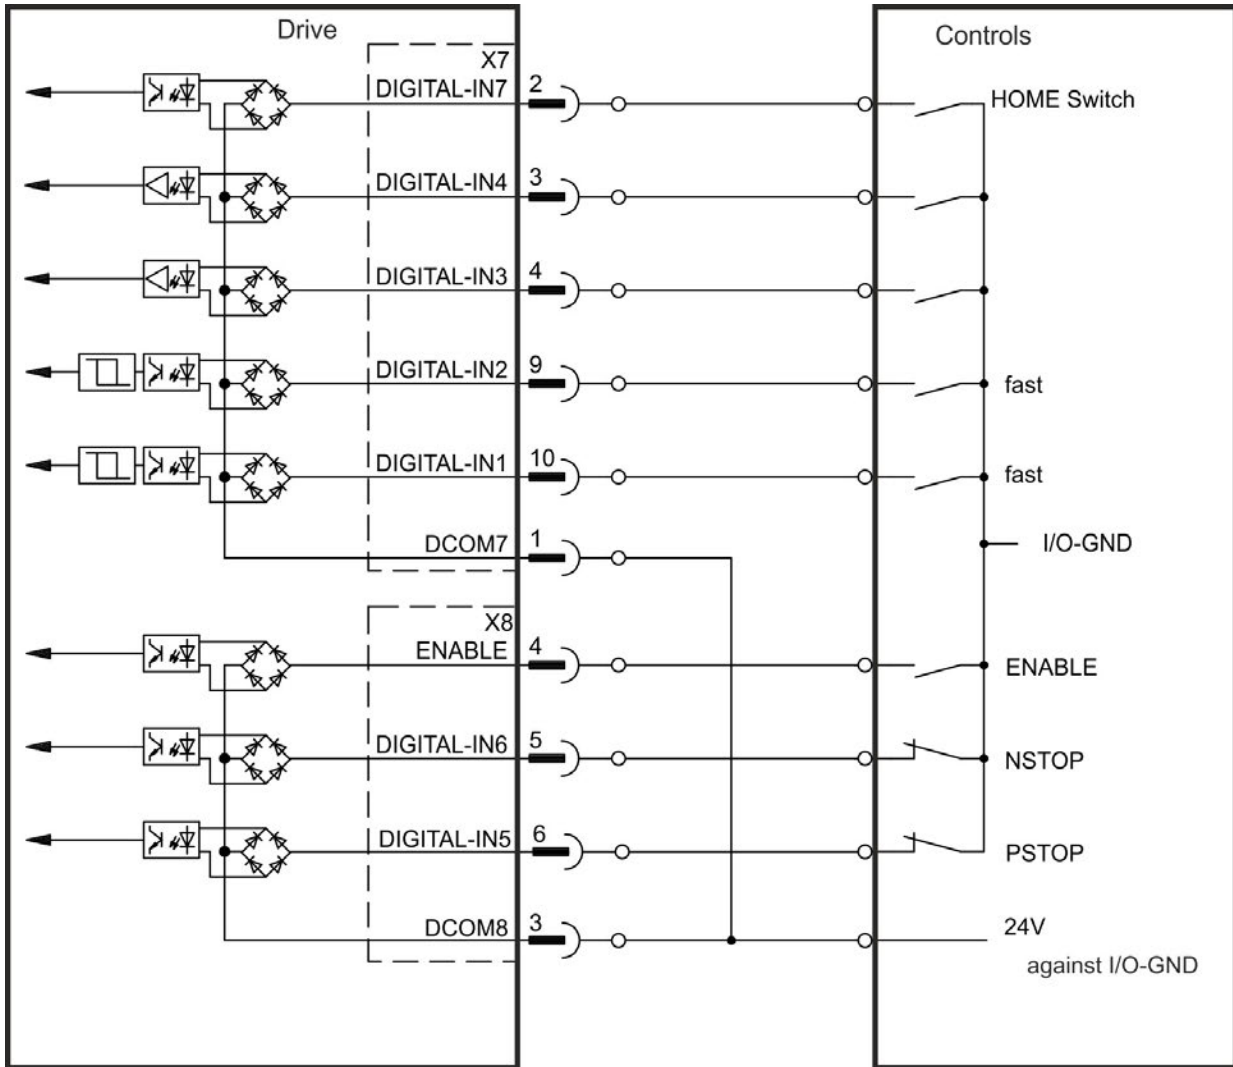 Drive
Controls
X7
DIGITAL-IN7 2
HOME Switch
DIGITAL-IN4 3
DIGITAL-IN3 4
DIGITAL-IN2 9
fast
DIGITAL-IN1 10
fast
DCOM7 1
I/O-GND
X8
ENABLE 4
ENABLE
DIGITAL-IN6 5
NSTOP
DIGITAL-IN5 6
PSTOP
DCOM8 3
24V
against I/O-GND